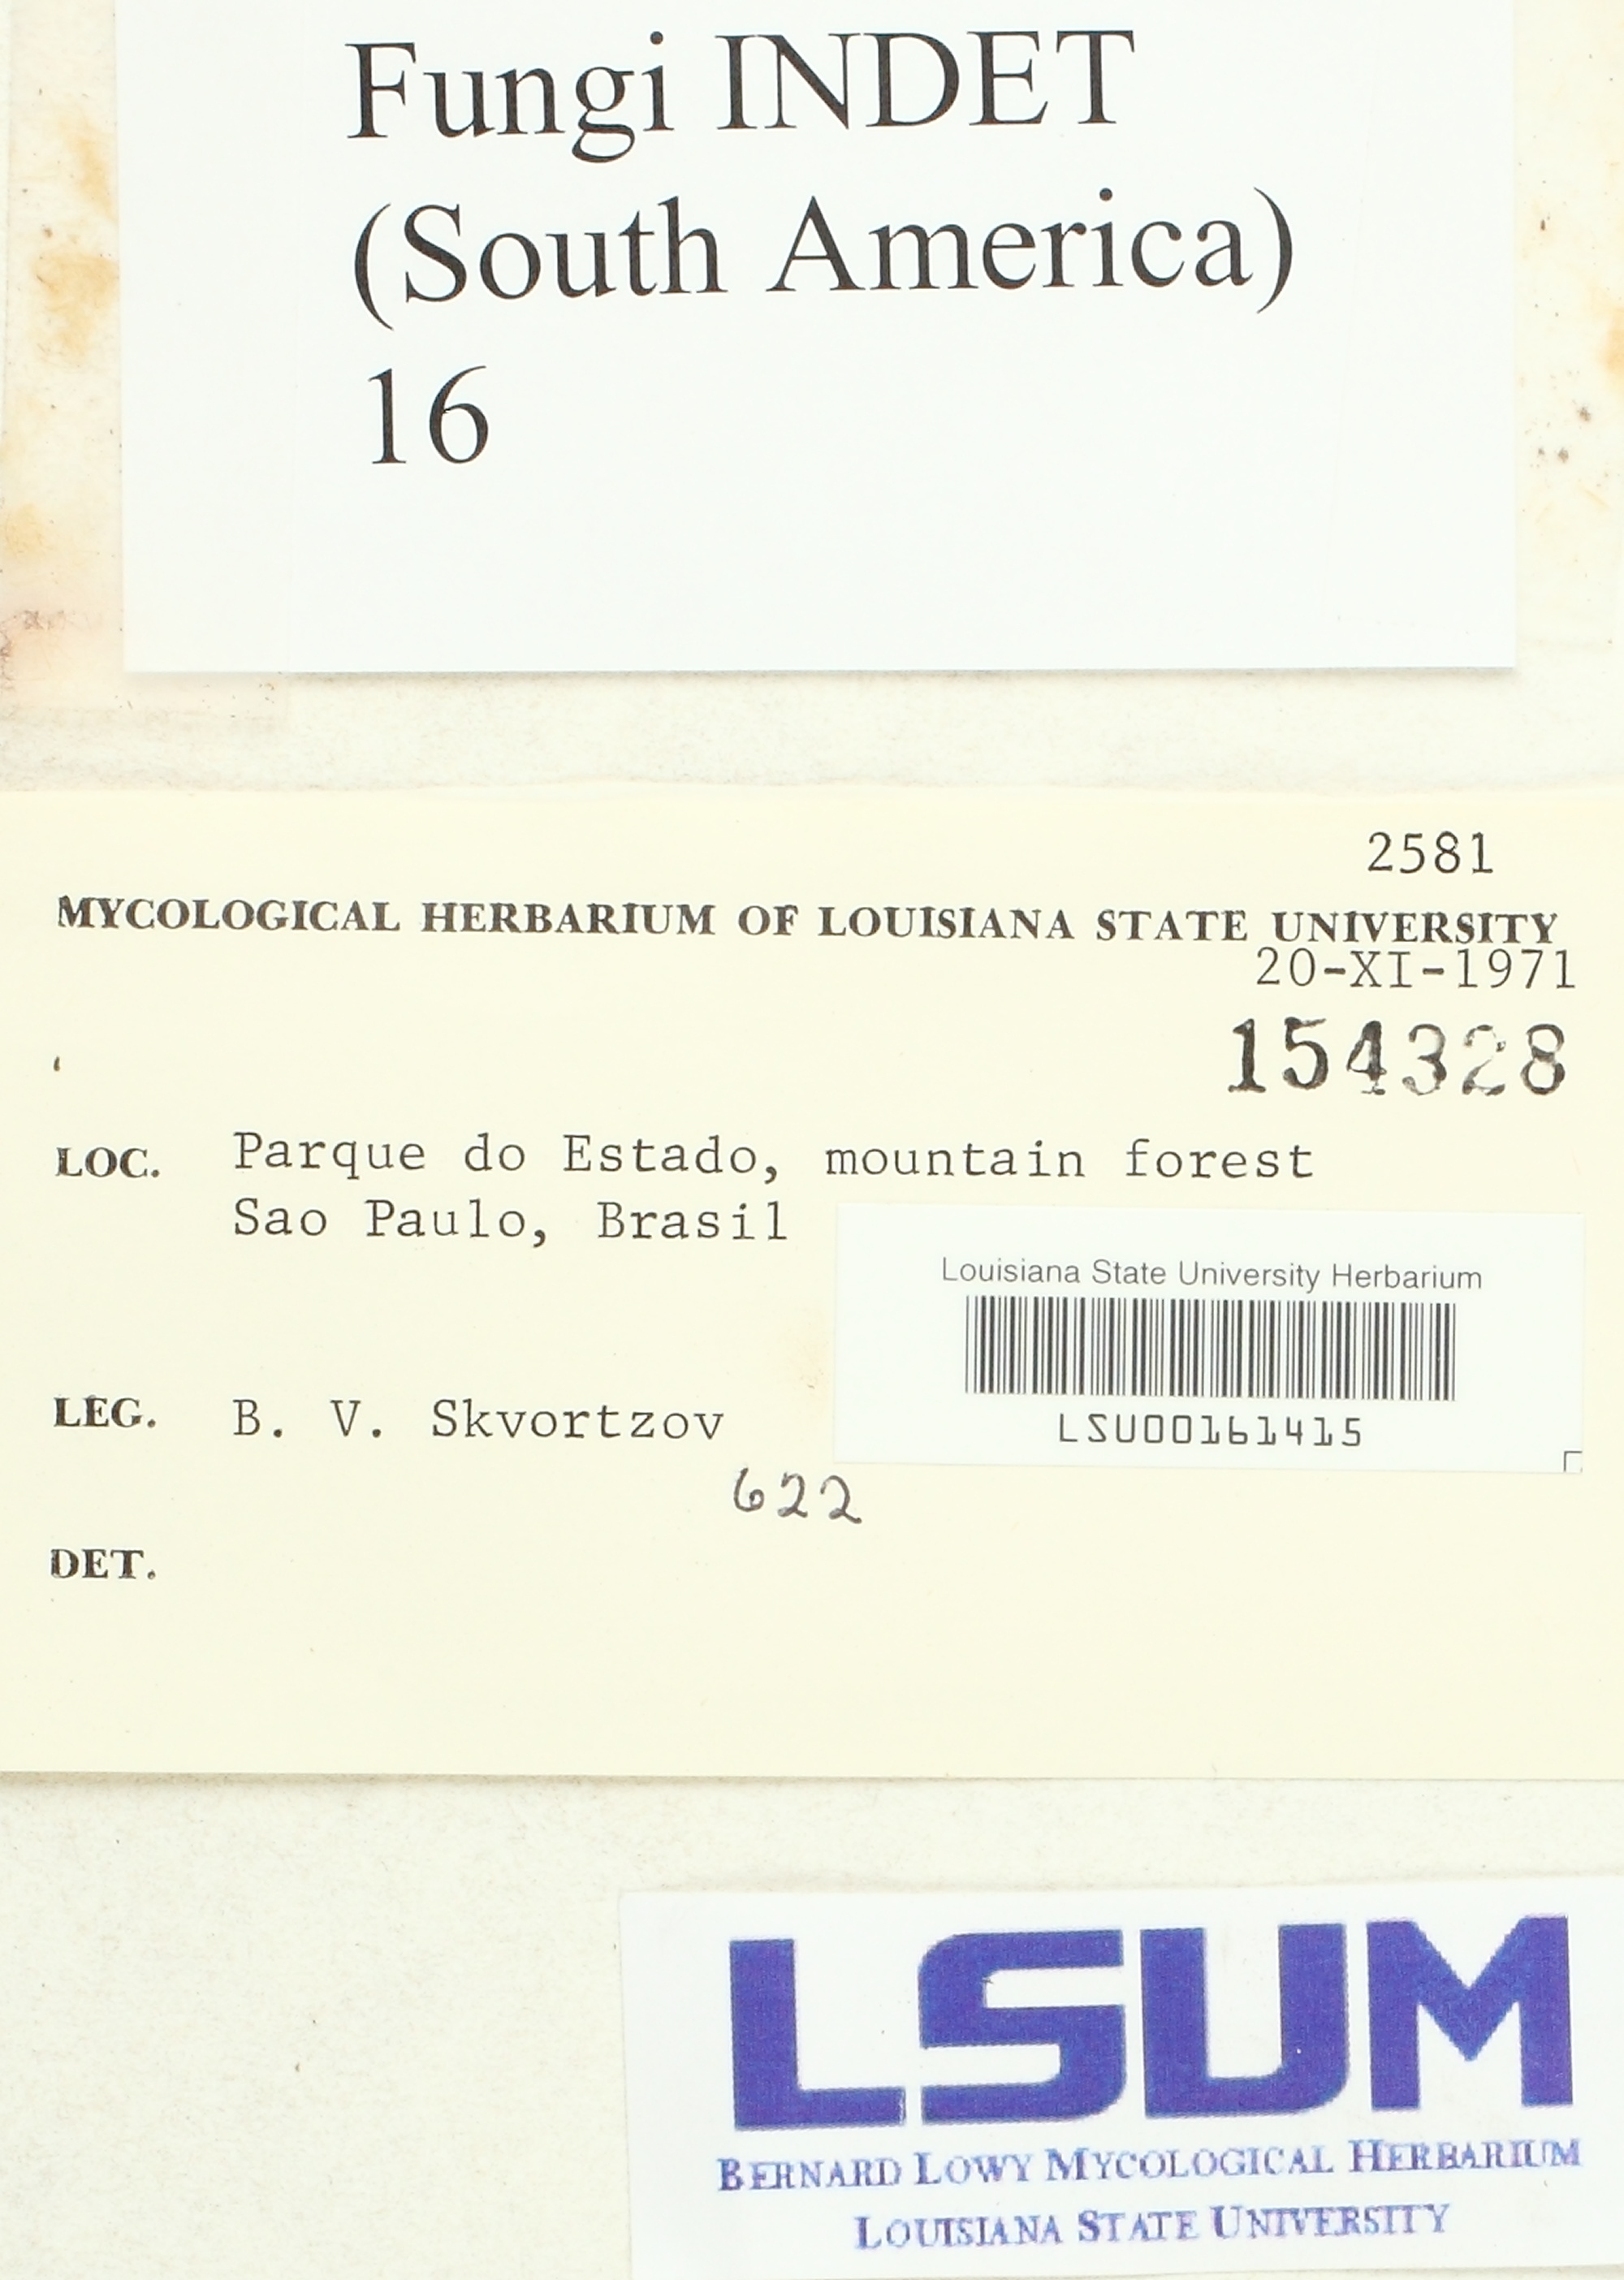 Fungi INDET
(South America)
16
2581
MYCOLOGICAL HERBARIUM OF LOUISIANA STATE UNIVERSITY
20-XI-1971
154328
LOC. Parque do Estado, mountain forest
Sao Paulo, Brasil
Louisiana State University Herbarium
LSU00161415
LEG. B. V. Skvortzov
622
DET.
LSUM
BERNARD LOWY MYCOLOGICAL HERBARIUM
LOUISIANA STATE UNIVERSITY